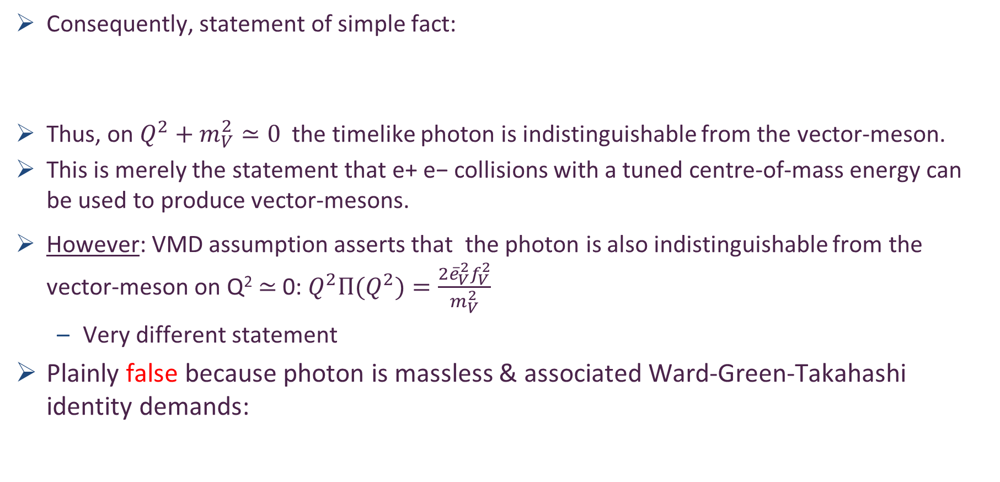 ➢ Consequently, statement of simple fact:
➢ Thus, on $Q^2 + m_V^2 \simeq 0$ the timelike photon is indistinguishable from the vector-meson.
➢ This is merely the statement that e+ e− collisions with a tuned centre-of-mass energy can
be used to produce vector-mesons.
➢ However: VMD assumption asserts that the photon is also indistinguishable from the
vector-meson on Q² ≃ 0: $Q^2\Pi(Q^2) = \frac{2\bar{e}_V^2 f_V^2}{m_V^2}$
– Very different statement
➢ Plainly false because photon is massless & associated Ward-Green-Takahashi
identity demands: